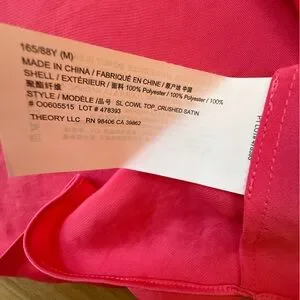 165/88Y (M)
MADE IN CHINA / FABRIQUÉ EN CHINE / 原产地 中国
SHELL / EXTÉRIEUR / 面料 100% Polyester / 100% Polyester / 100%
聚酯纤维
STYLE / MODÈLE / 品号 SL COWL TOP_CRUSHED SATIN
# O0605515 LOT # 478393
THEORY LLC RN 98406 CA 39862